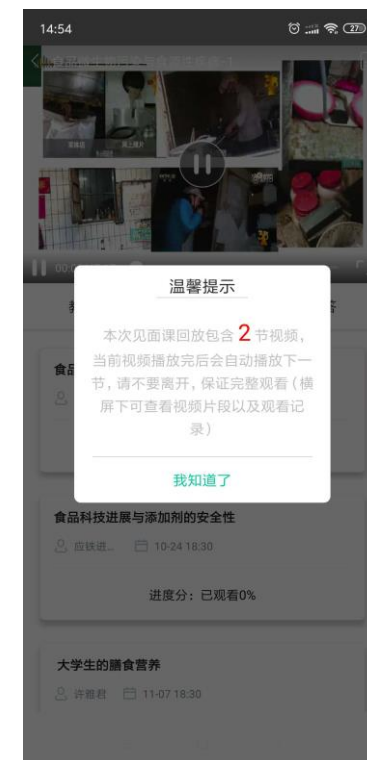 14:54
27
温馨提示
本次见面课回放包含 2 节视频，
当前视频播放完后会自动播放下一
节，请不要离开，保证完整观看（横
屏下可查看视频片段以及观看记
录）
我知道了
食品科技进展与添加剂的安全性
应铁进... 10-24 18:30
进度分：已观看0%
大学生的膳食营养
许雅君 11-07 18:30